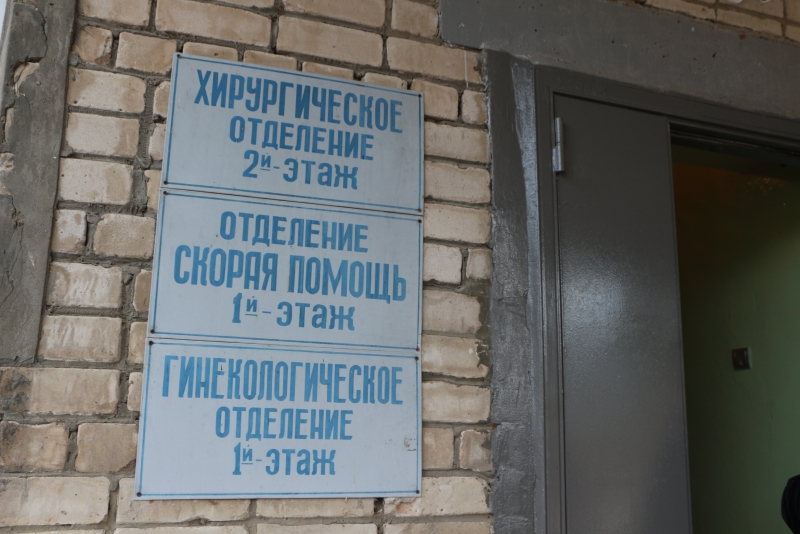 ХИРУРГИЧЕСКОЕ
ОТДЕЛЕНИЕ
2й-этаж
ОТДЕЛЕНИЕ
СКОРАЯ ПОМОЩЬ
1й-этаж
ГИНЕКОЛОГИЧЕСКОЕ
ОТДЕЛЕНИЕ
1й-этаж